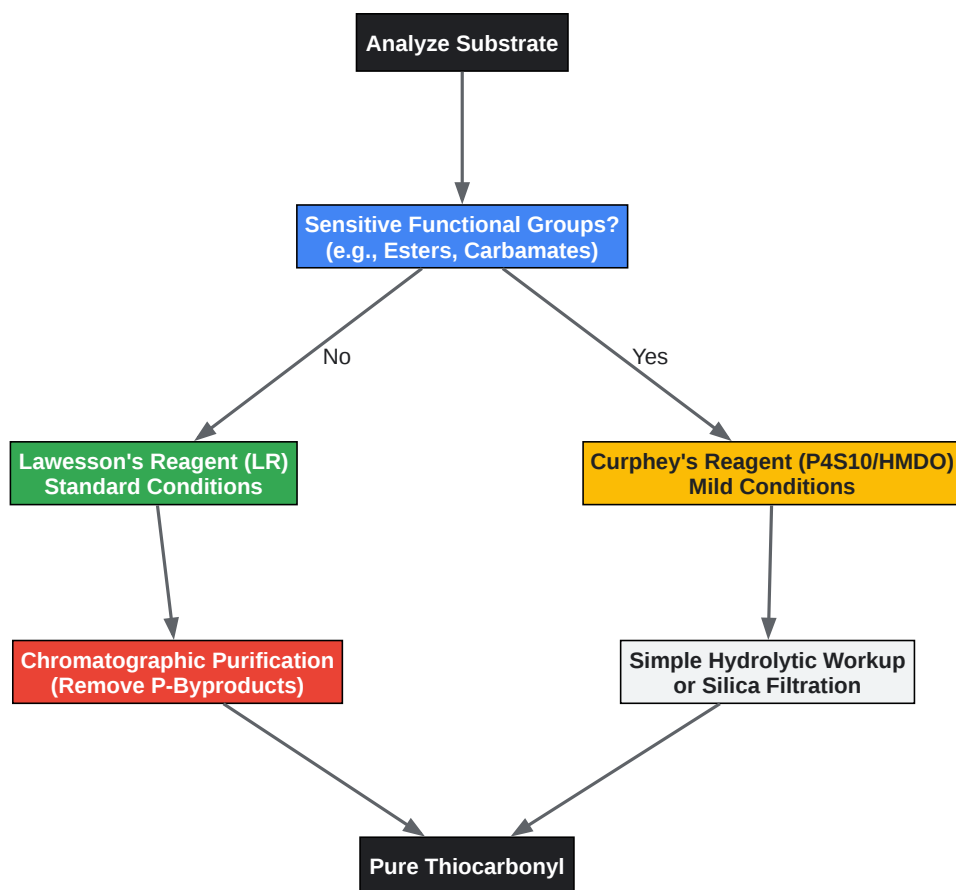 Analyze Substrate
Sensitive Functional Groups?
(e.g., Esters, Carbamates)
No
Yes
Lawesson's Reagent (LR)
Standard Conditions
Curphey's Reagent (P4S10/HMDO)
Mild Conditions
Chromatographic Purification
(Remove P-Byproducts)
Simple Hydrolytic Workup
or Silica Filtration
Pure Thiocarbonyl